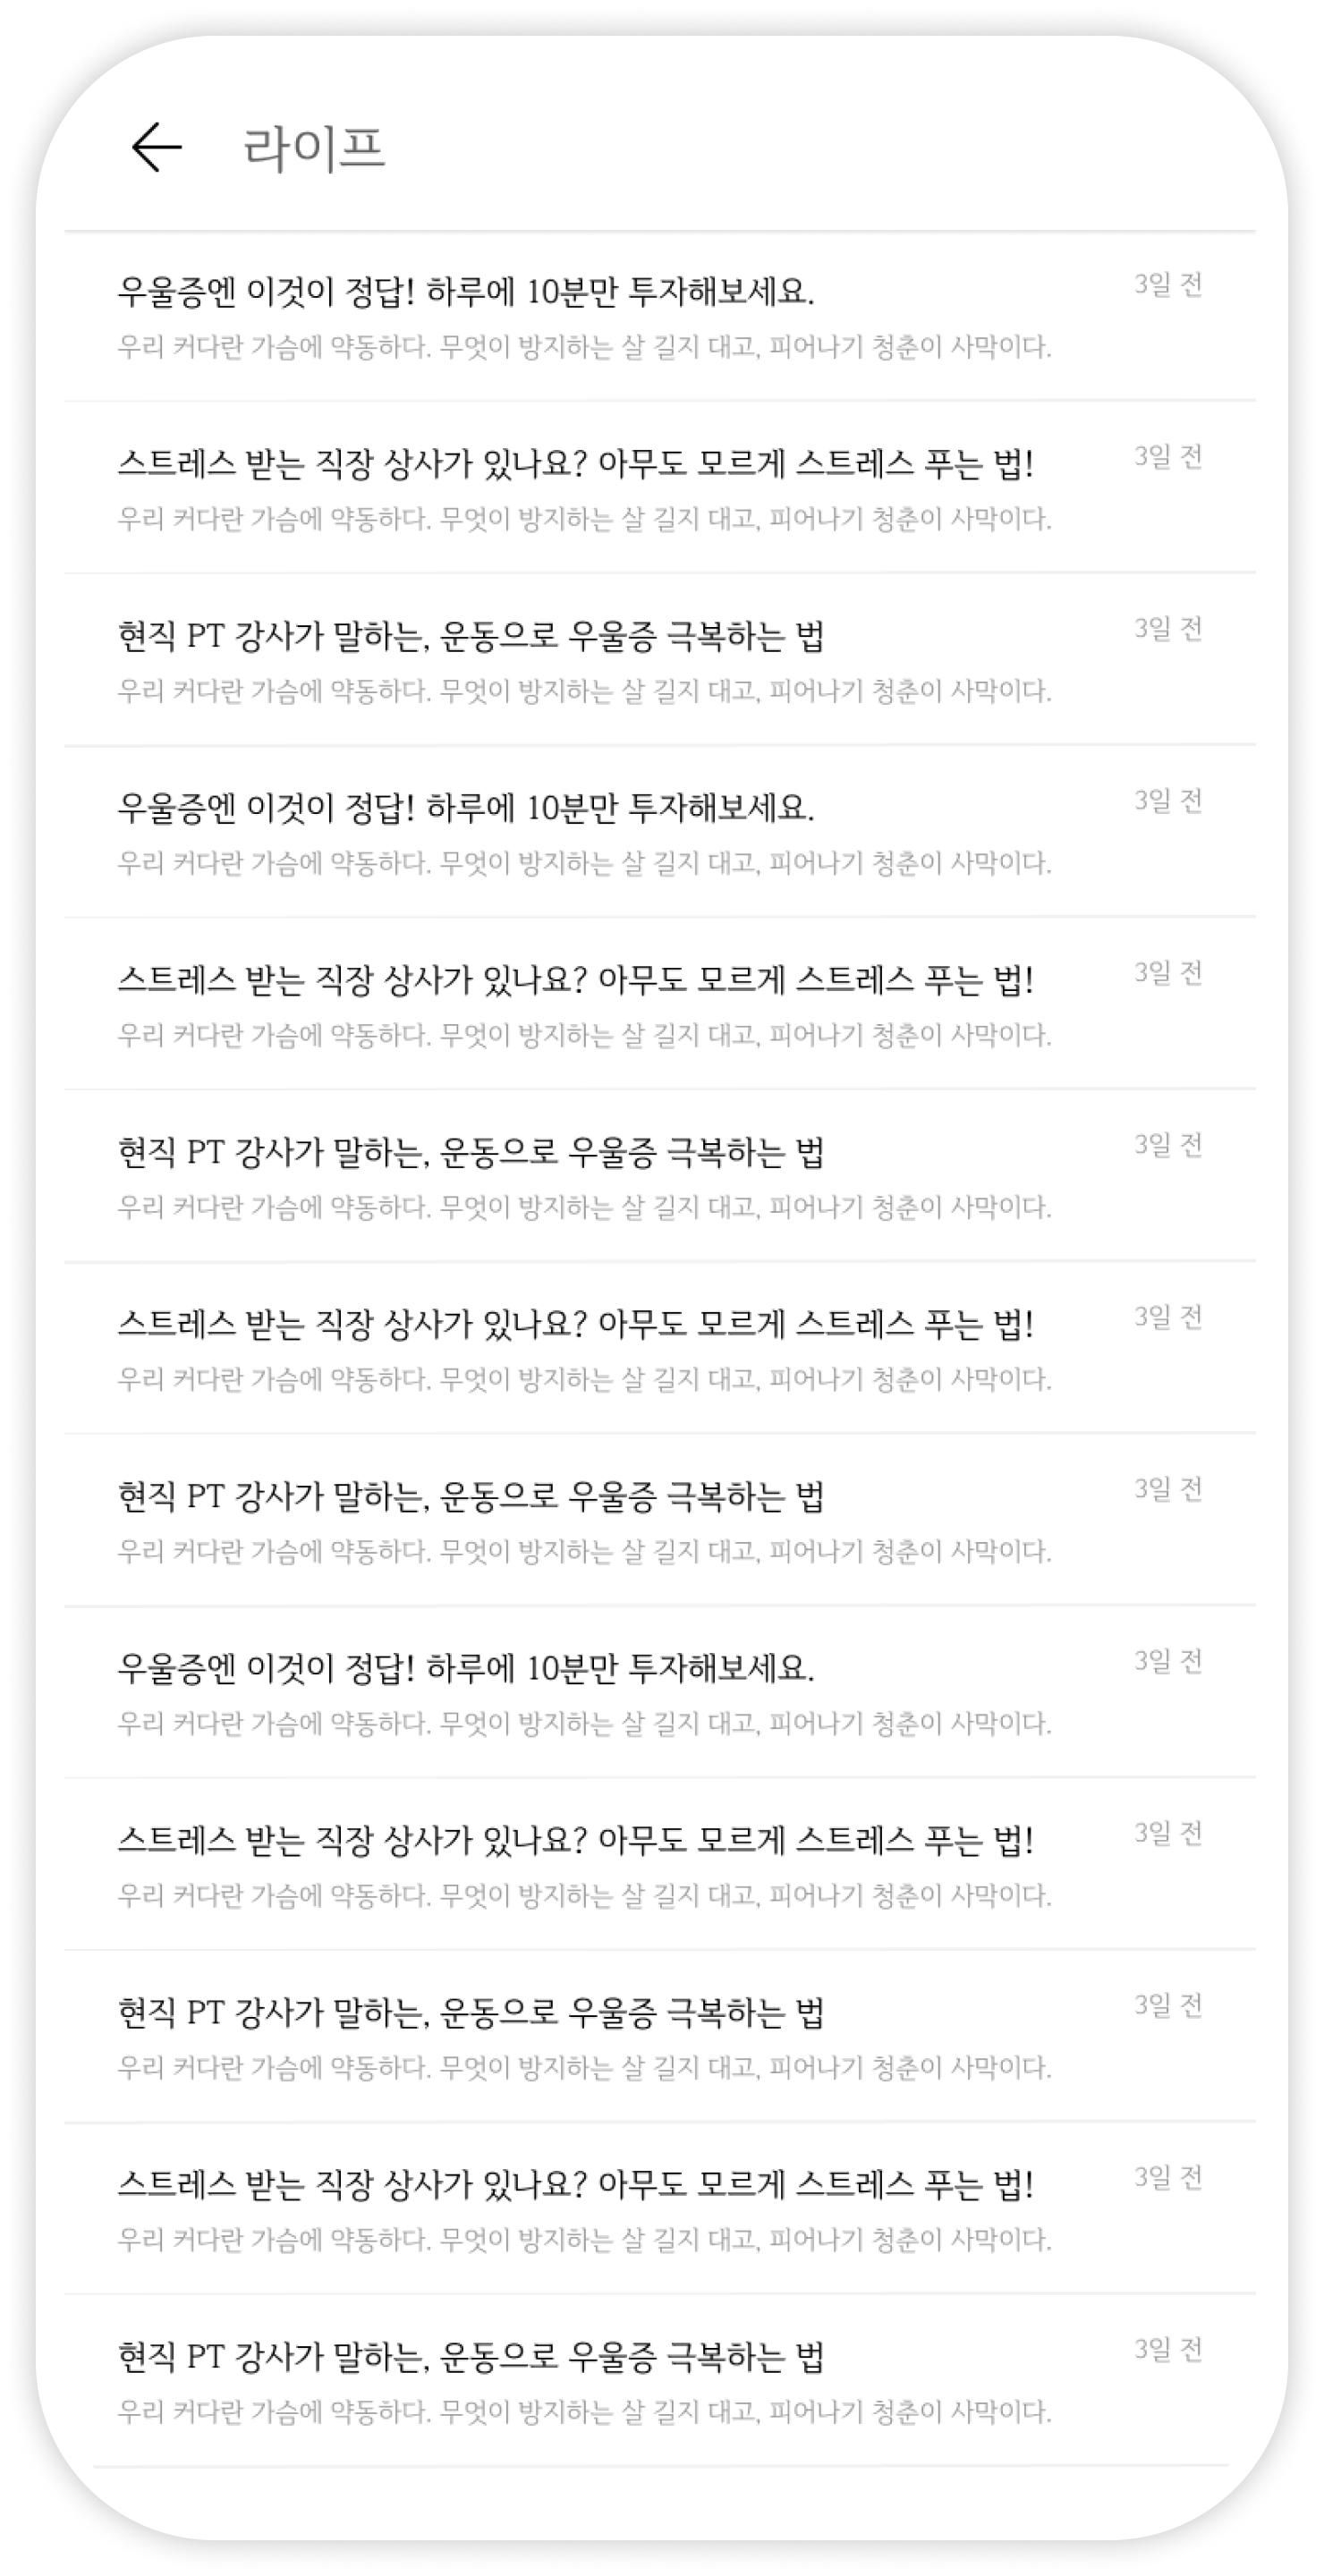 라이프
우울증엔 이것이 정답! 하루에 10분만 투자해보세요. 3일 전
우리 커다란 가슴에 약동하다. 무엇이 방지하는 살 길지 대고, 피어나기 청춘이 사막이다.
스트레스 받는 직장 상사가 있나요? 아무도 모르게 스트레스 푸는 법! 3일 전
우리 커다란 가슴에 약동하다. 무엇이 방지하는 살 길지 대고, 피어나기 청춘이 사막이다.
현직 PT 강사가 말하는, 운동으로 우울증 극복하는 법 3일 전
우리 커다란 가슴에 약동하다. 무엇이 방지하는 살 길지 대고, 피어나기 청춘이 사막이다.
우울증엔 이것이 정답! 하루에 10분만 투자해보세요. 3일 전
우리 커다란 가슴에 약동하다. 무엇이 방지하는 살 길지 대고, 피어나기 청춘이 사막이다.
스트레스 받는 직장 상사가 있나요? 아무도 모르게 스트레스 푸는 법! 3일 전
우리 커다란 가슴에 약동하다. 무엇이 방지하는 살 길지 대고, 피어나기 청춘이 사막이다.
현직 PT 강사가 말하는, 운동으로 우울증 극복하는 법 3일 전
우리 커다란 가슴에 약동하다. 무엇이 방지하는 살 길지 대고, 피어나기 청춘이 사막이다.
스트레스 받는 직장 상사가 있나요? 아무도 모르게 스트레스 푸는 법! 3일 전
우리 커다란 가슴에 약동하다. 무엇이 방지하는 살 길지 대고, 피어나기 청춘이 사막이다.
현직 PT 강사가 말하는, 운동으로 우울증 극복하는 법 3일 전
우리 커다란 가슴에 약동하다. 무엇이 방지하는 살 길지 대고, 피어나기 청춘이 사막이다.
우울증엔 이것이 정답! 하루에 10분만 투자해보세요. 3일 전
우리 커다란 가슴에 약동하다. 무엇이 방지하는 살 길지 대고, 피어나기 청춘이 사막이다.
스트레스 받는 직장 상사가 있나요? 아무도 모르게 스트레스 푸는 법! 3일 전
우리 커다란 가슴에 약동하다. 무엇이 방지하는 살 길지 대고, 피어나기 청춘이 사막이다.
현직 PT 강사가 말하는, 운동으로 우울증 극복하는 법 3일 전
우리 커다란 가슴에 약동하다. 무엇이 방지하는 살 길지 대고, 피어나기 청춘이 사막이다.
스트레스 받는 직장 상사가 있나요? 아무도 모르게 스트레스 푸는 법! 3일 전
우리 커다란 가슴에 약동하다. 무엇이 방지하는 살 길지 대고, 피어나기 청춘이 사막이다.
현직 PT 강사가 말하는, 운동으로 우울증 극복하는 법 3일 전
우리 커다란 가슴에 약동하다. 무엇이 방지하는 살 길지 대고, 피어나기 청춘이 사막이다.